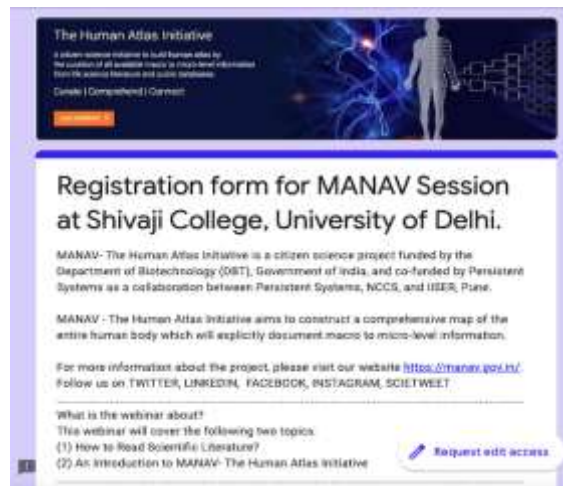 The Human Atlas Initiative
A citizen science initiative to build human atlas by
the curation of all available macro to micro-level information
from life science literature and public databases.
Curate | Comprehend | Connect
Registration form for MANAV Session
at Shivaji College, University of Delhi.
MANAV- The Human Atlas Initiative is a citizen science project funded by the
Department of Biotechnology (DBT), Government of India, and co-funded by Persistent
Systems as a collaboration between Persistent Systems, NCCS, and IISER, Pune.
MANAV - The Human Atlas Initiative aims to construct a comprehensive map of the
entire human body which will explicitly document macro to micro-level information.
For more information about the project, please visit our website https://manav.gov.in/.
Follow us on TWITTER, LINKEDIN, FACEBOOK, INSTAGRAM, SCIETWEET
What is the webinar about?
This webinar will cover the following two topics
(1) How to Read Scientific Literature?
(2) An Introduction to MANAV- The Human Atlas Initiative
Request edit access